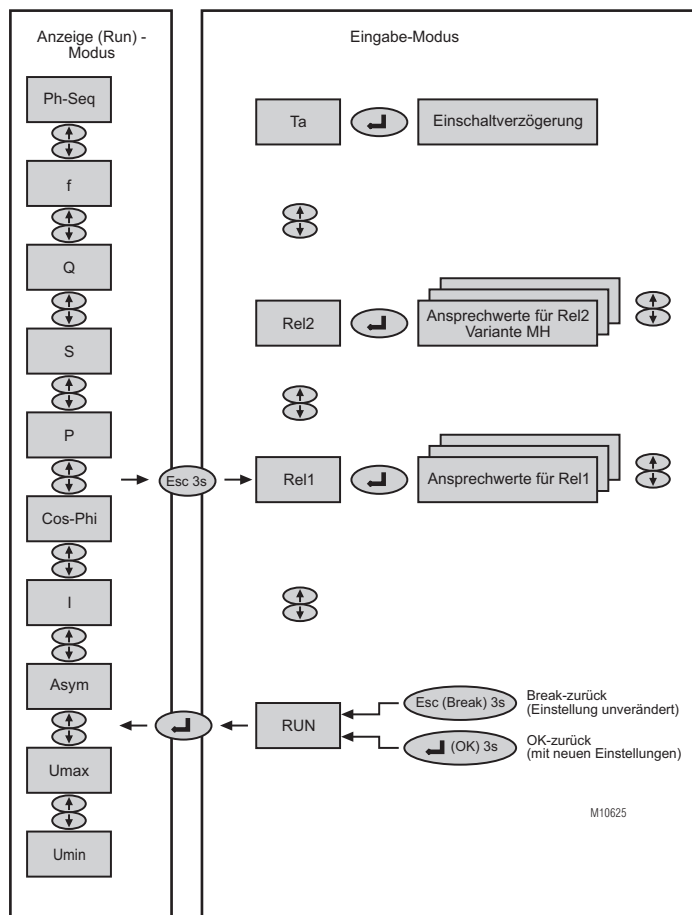 Anzeige (Run) -
Modus
Ph-Seq
f
Q
S
P
Cos-Phi
I
Asym
Umax
Umin
Esc 3s
Eingabe-Modus
Ta
Einschaltverzögerung
Rel2
Ansprechwerte für Rel2
Variante MH
Rel1
Ansprechwerte für Rel1
RUN
Esc (Break) 3s
Break-zurück
(Einstellung unverändert)
(OK) 3s
OK-zurück
(mit neuen Einstellungen)
M10625